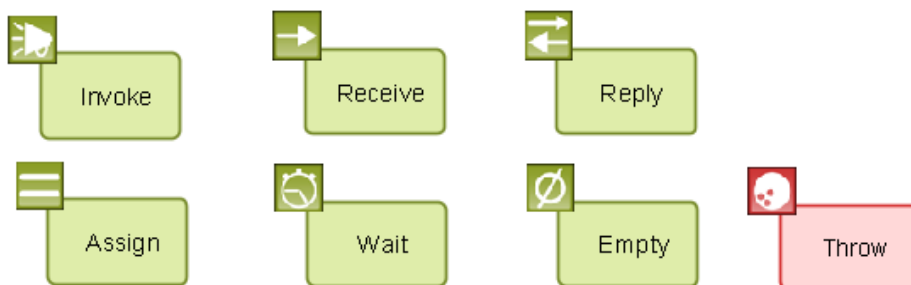 Invoke
Receive
Reply
Assign
Wait
Empty
Throw